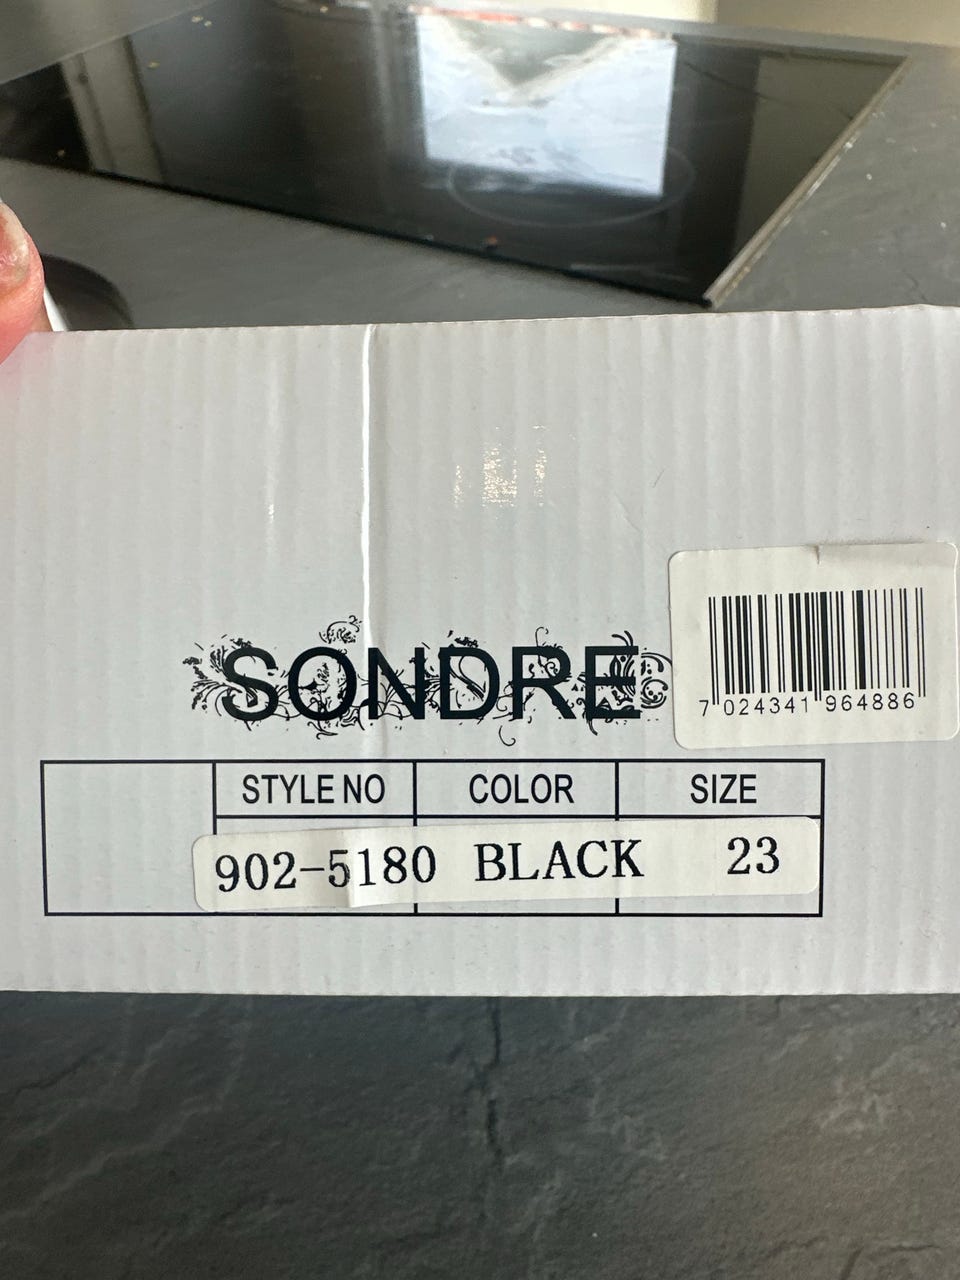 SONDRE
7 024341 964886
STYLE NO COLOR SIZE
902-5180 BLACK 23